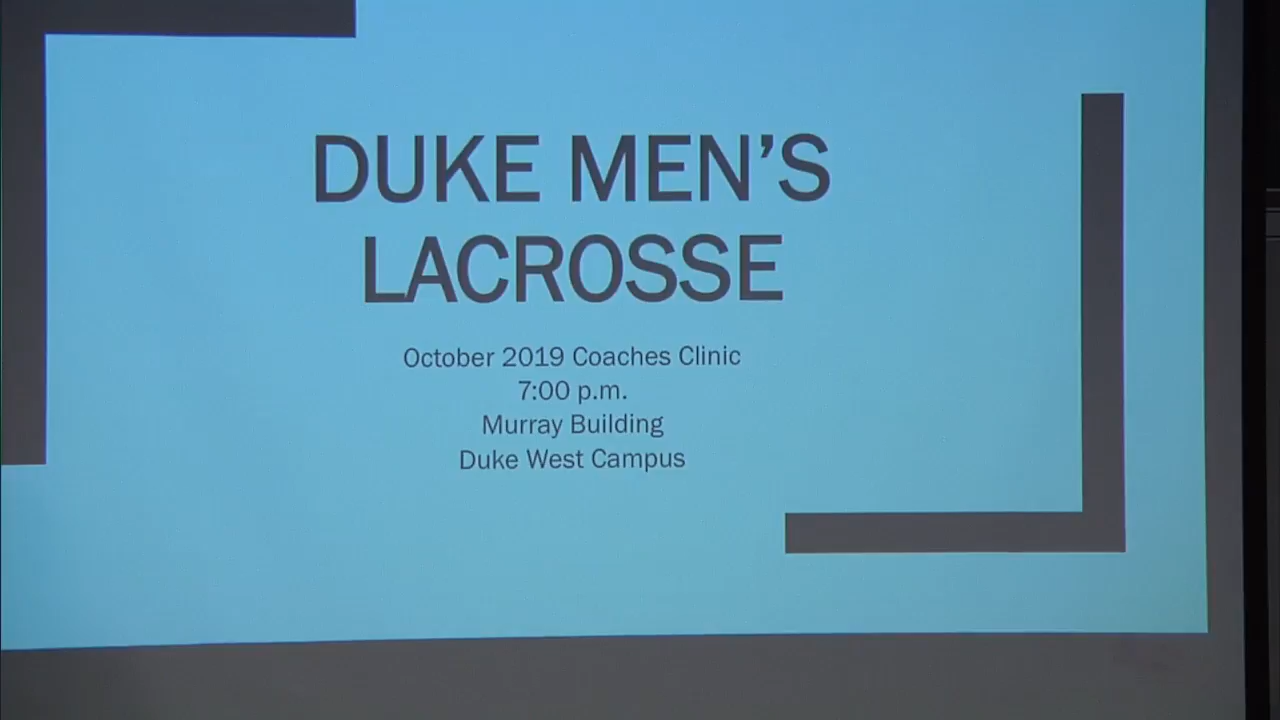 DUKE MEN’S
LACROSSE
October 2019 Coaches Clinic
7:00 p.m.
Murray Building
Duke West Campus